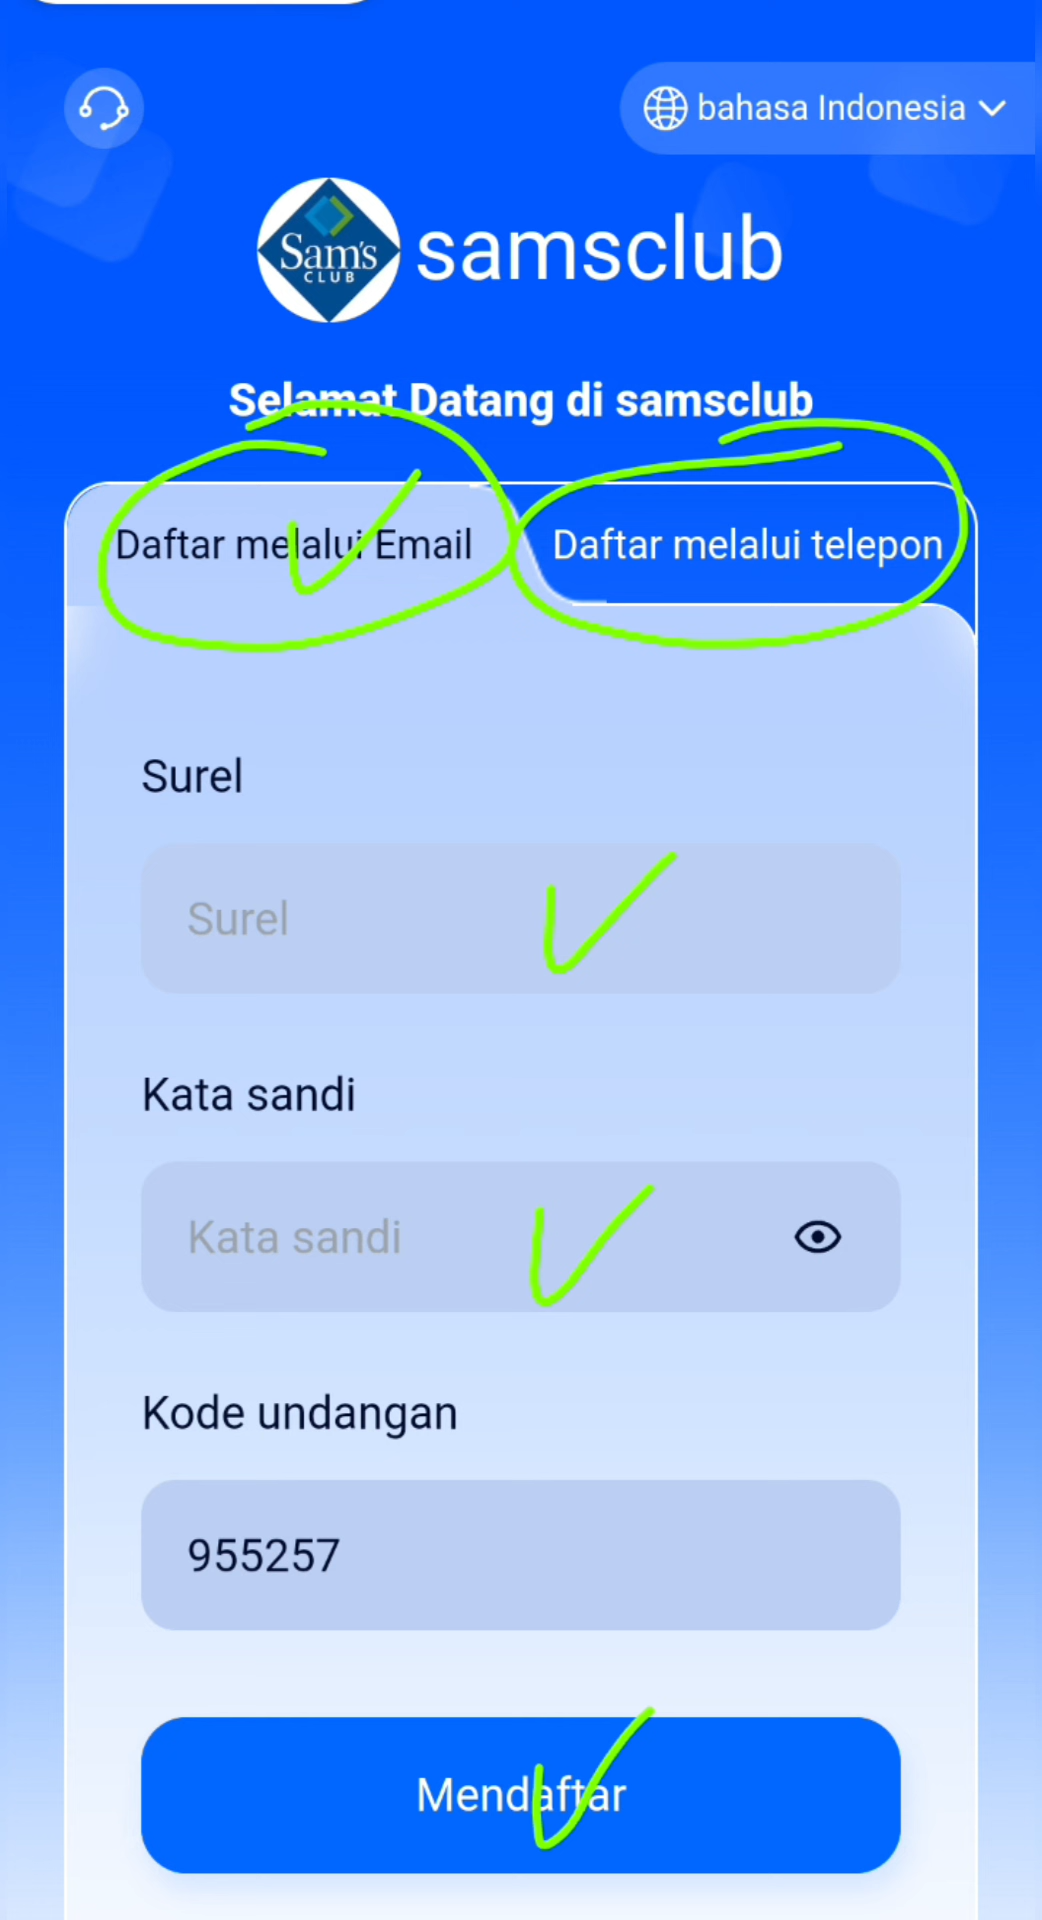 bahasa Indonesia
Sam's
CLUB
samsclub
Selamat Datang di samsclub
Daftar melalui Email
Daftar melalui telepon
Surel
Surel
Kata sandi
Kata sandi
Kode undangan
955257
Mendaftar